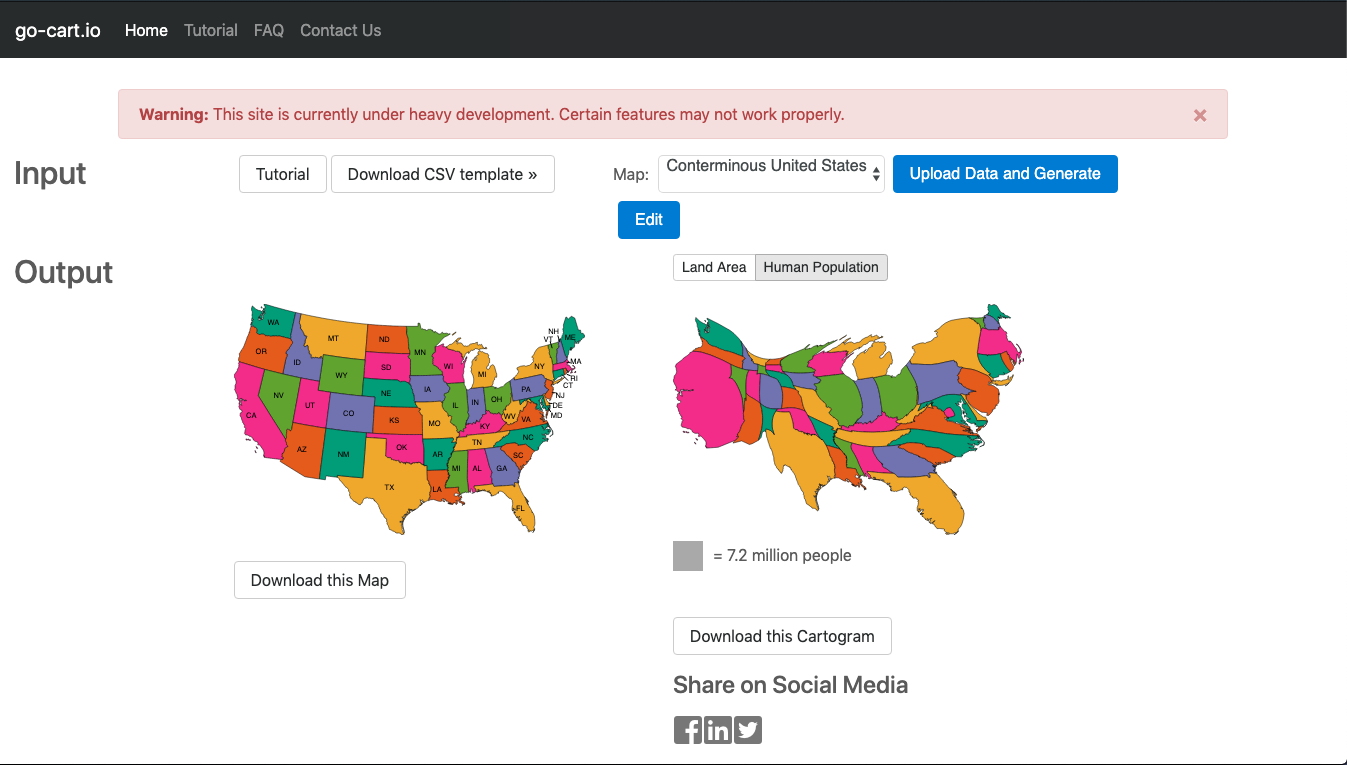 go-cart.io Home Tutorial FAQ Contact Us
Warning: This site is currently under heavy development. Certain features may not work properly. ×
Input
Tutorial
Download CSV template »
Map: Conterminous United States
Upload Data and Generate
Edit
Output
Land Area Human Population
WA
MT
ND
MN
OR
ID
SD
WI
WY
MI
NY
NH
VT
ME
MA
RI
CT
NJ
DE
MD
NV
UT
CO
NE
IA
IL
IN
OH
PA
CA
KS
MO
WV
VA
KY
AZ
NM
OK
AR
TN
NC
SC
TX
LA
MI
AL
GA
FL
= 7.2 million people
Download this Map
Download this Cartogram
Share on Social Media
f in